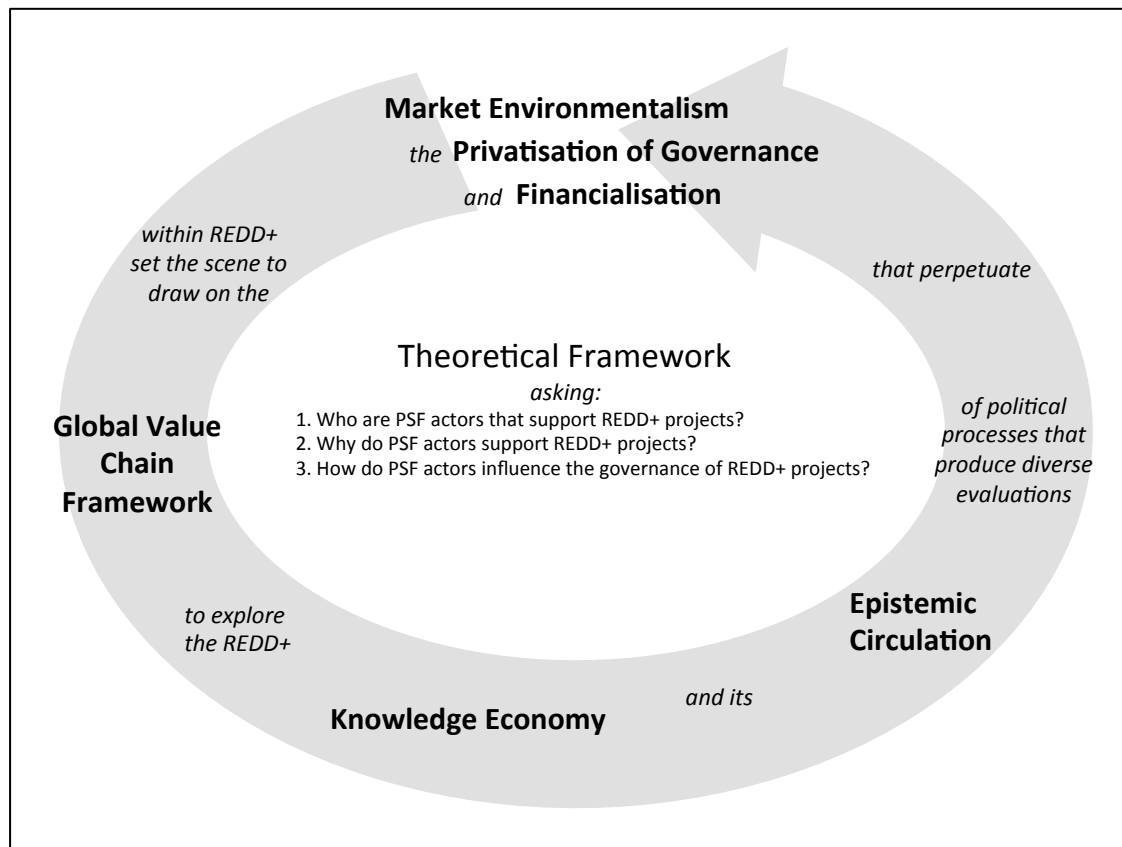 Market Environmentalism
the Privatisation of Governance
and Financialisation
within REDD+
set the scene to
draw on the
Global Value
Chain
Framework
to explore
the REDD+
Knowledge Economy
and its
Epistemic
Circulation
of political
processes that
produce diverse
evaluations
that perpetuate
Theoretical Framework
asking:
1. Who are PSF actors that support REDD+ projects?
2. Why do PSF actors support REDD+ projects?
3. How do PSF actors influence the governance of REDD+ projects?